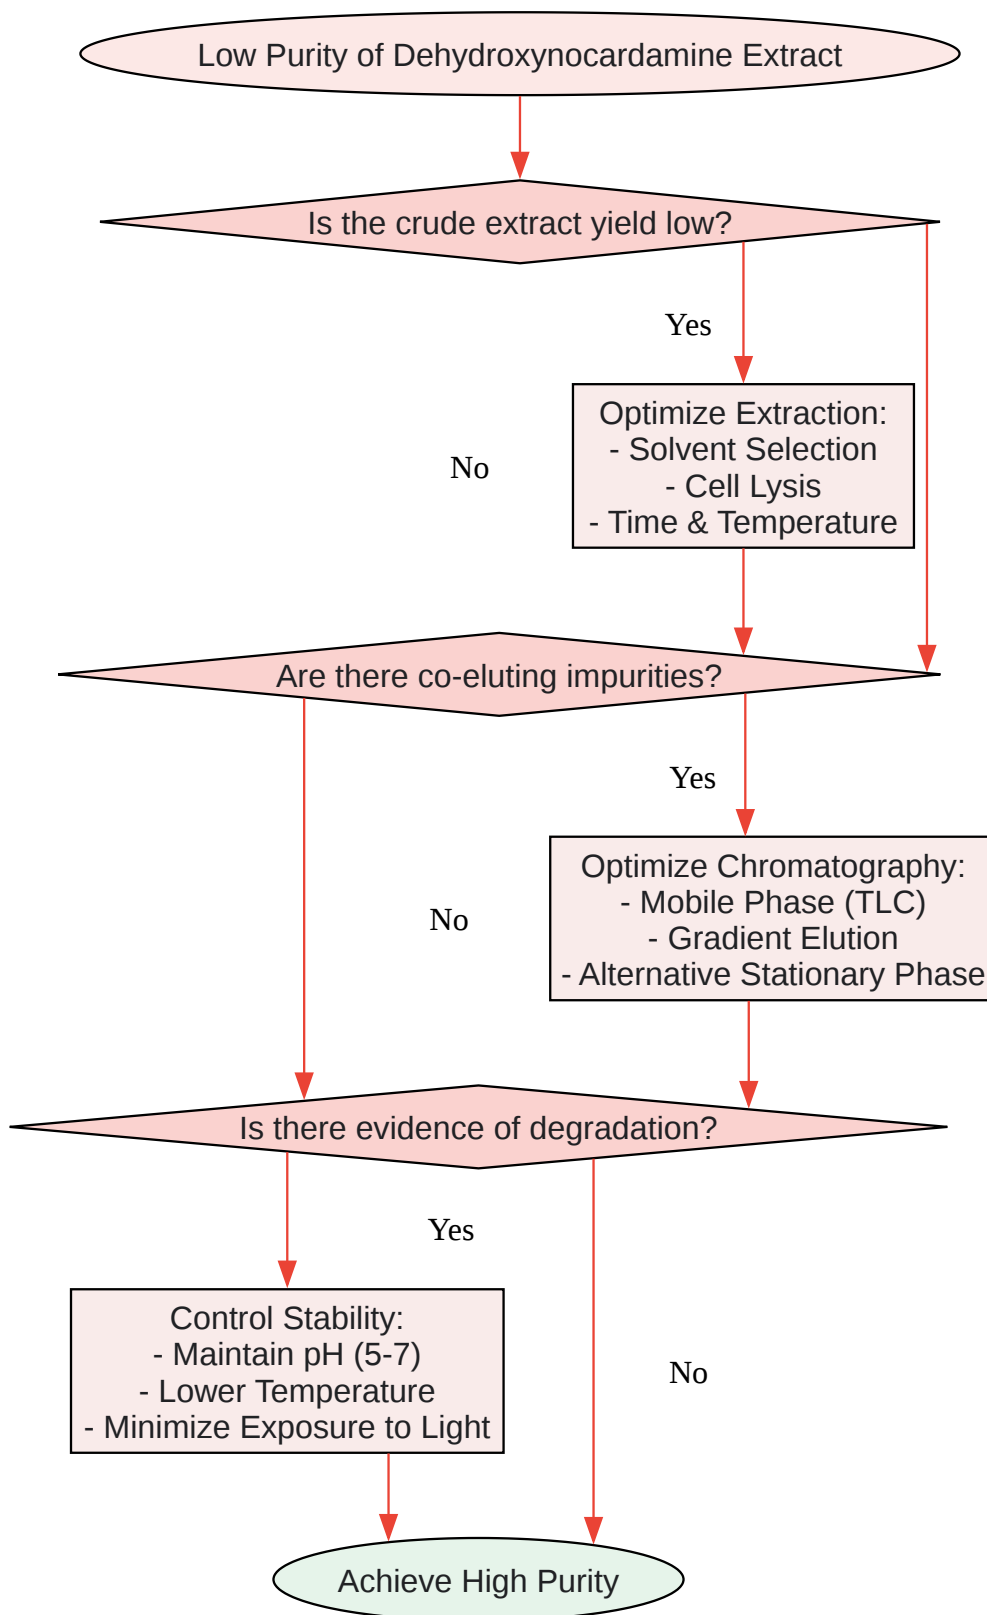 Low Purity of Dehydroxynocardamine Extract
Is the crude extract yield low?
Yes
Optimize Extraction:
- Solvent Selection
- Cell Lysis
- Time & Temperature
No
Are there co-eluting impurities?
Yes
Optimize Chromatography:
- Mobile Phase (TLC)
- Gradient Elution
- Alternative Stationary Phase
No
Is there evidence of degradation?
Yes
Control Stability:
- Maintain pH (5-7)
- Lower Temperature
- Minimize Exposure to Light
No
Achieve High Purity